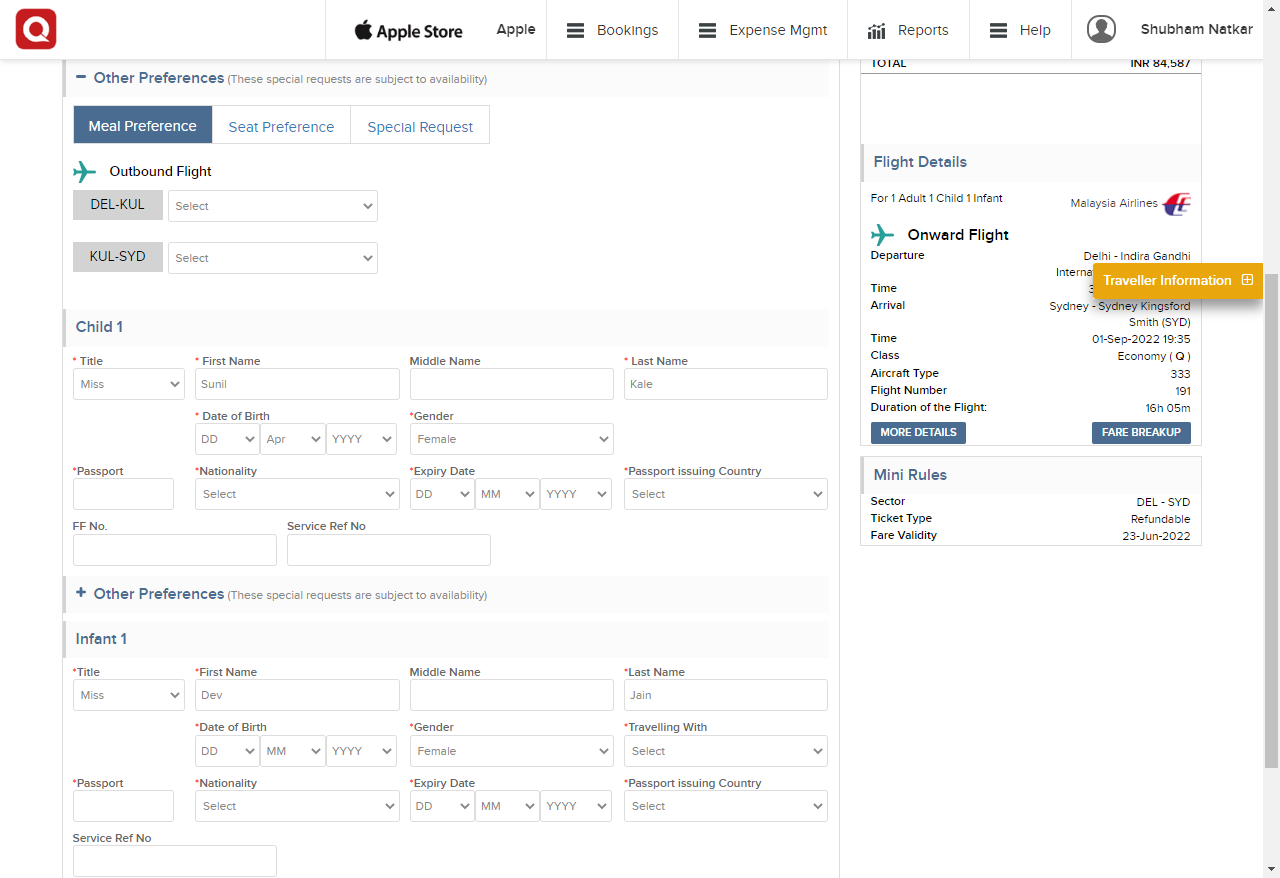 Apple Store
Apple
Bookings
Expense Mgmt
Reports
Help
Shubham Natkar
− Other Preferences (These special requests are subject to availability)
Meal Preference
Seat Preference
Special Request
Outbound Flight
DEL-KUL
Select
KUL-SYD
Select
Child 1
* Title
* First Name
Middle Name
* Last Name
Miss
Sunil
Kale
* Date of Birth
*Gender
DD
Apr
YYYY
Female
*Passport
*Nationality
*Expiry Date
*Passport issuing Country
Select
DD
MM
YYYY
Select
FF No.
Service Ref No
+ Other Preferences (These special requests are subject to availability)
Infant 1
*Title
*First Name
Middle Name
*Last Name
Miss
Dev
Jain
*Date of Birth
*Gender
*Travelling With
DD
MM
YYYY
Female
Select
*Passport
*Nationality
*Expiry Date
*Passport issuing Country
Select
DD
MM
YYYY
Select
Service Ref No
TOTAL INR 84,587
Flight Details
For 1 Adult 1 Child 1 Infant
Malaysia Airlines
Onward Flight
Departure Delhi - Indira Gandhi
Traveller Information
Time
Arrival Sydney - Sydney Kingsford
Smith (SYD)
Time 01-Sep-2022 19:35
Class Economy ( Q )
Aircraft Type 333
Flight Number 191
Duration of the Flight: 16h 05m
MORE DETAILS
FARE BREAKUP
Mini Rules
Sector DEL - SYD
Ticket Type Refundable
Fare Validity 23-Jun-2022